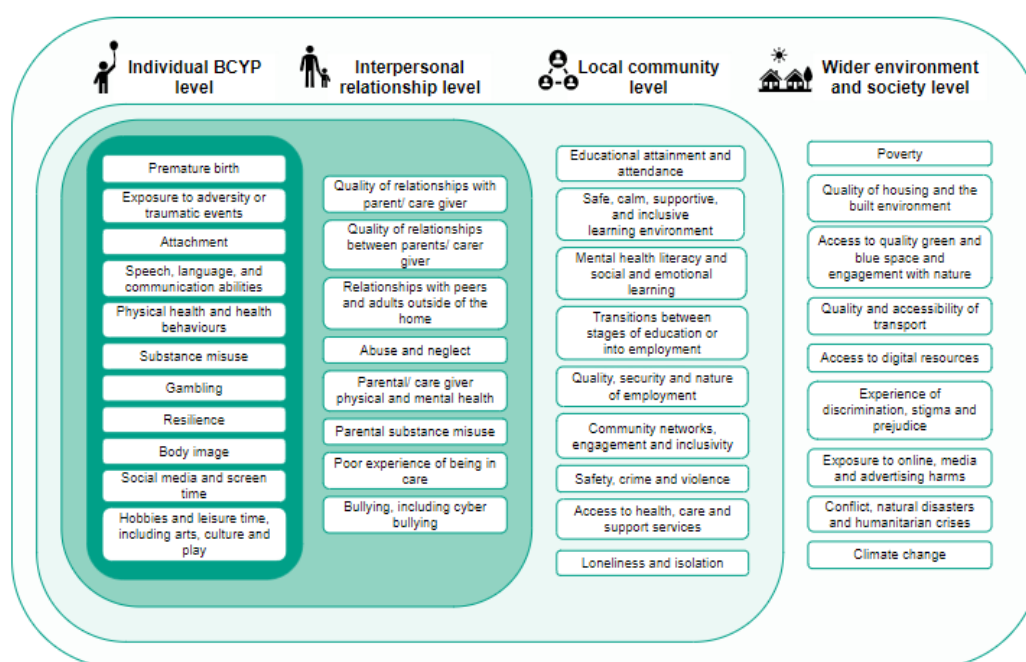 Individual BCYP
level
Interpersonal
relationship level
Local community
level
Wider environment
and society level
Premature birth
Exposure to adversity or
traumatic events
Attachment
Speech, language, and
communication abilities
Physical health and health
behaviours
Substance misuse
Gambling
Resilience
Body image
Social media and screen
time
Hobbies and leisure time,
including arts, culture and
play
Quality of relationships with
parent/ care giver
Quality of relationships
between parents/ carer
giver
Relationships with peers
and adults outside of the
home
Abuse and neglect
Parental/ care giver
physical and mental health
Parental substance misuse
Poor experience of being in
care
Bullying, including cyber
bullying
Educational attainment and
attendance
Safe, calm, supportive,
and inclusive
learning environment
Mental health literacy and
social and emotional
learning
Transitions between
stages of education or
into employment
Quality, security and nature
of employment
Community networks,
engagement and inclusivity
Safety, crime and violence
Access to health, care and
support services
Loneliness and isolation
Poverty
Quality of housing and the
built environment
Access to quality green and
blue space and
engagement with nature
Quality and accessibility of
transport
Access to digital resources
Experience of
discrimination, stigma and
prejudice
Exposure to online, media
and advertising harms
Conflict, natural disasters
and humanitarian crises
Climate change